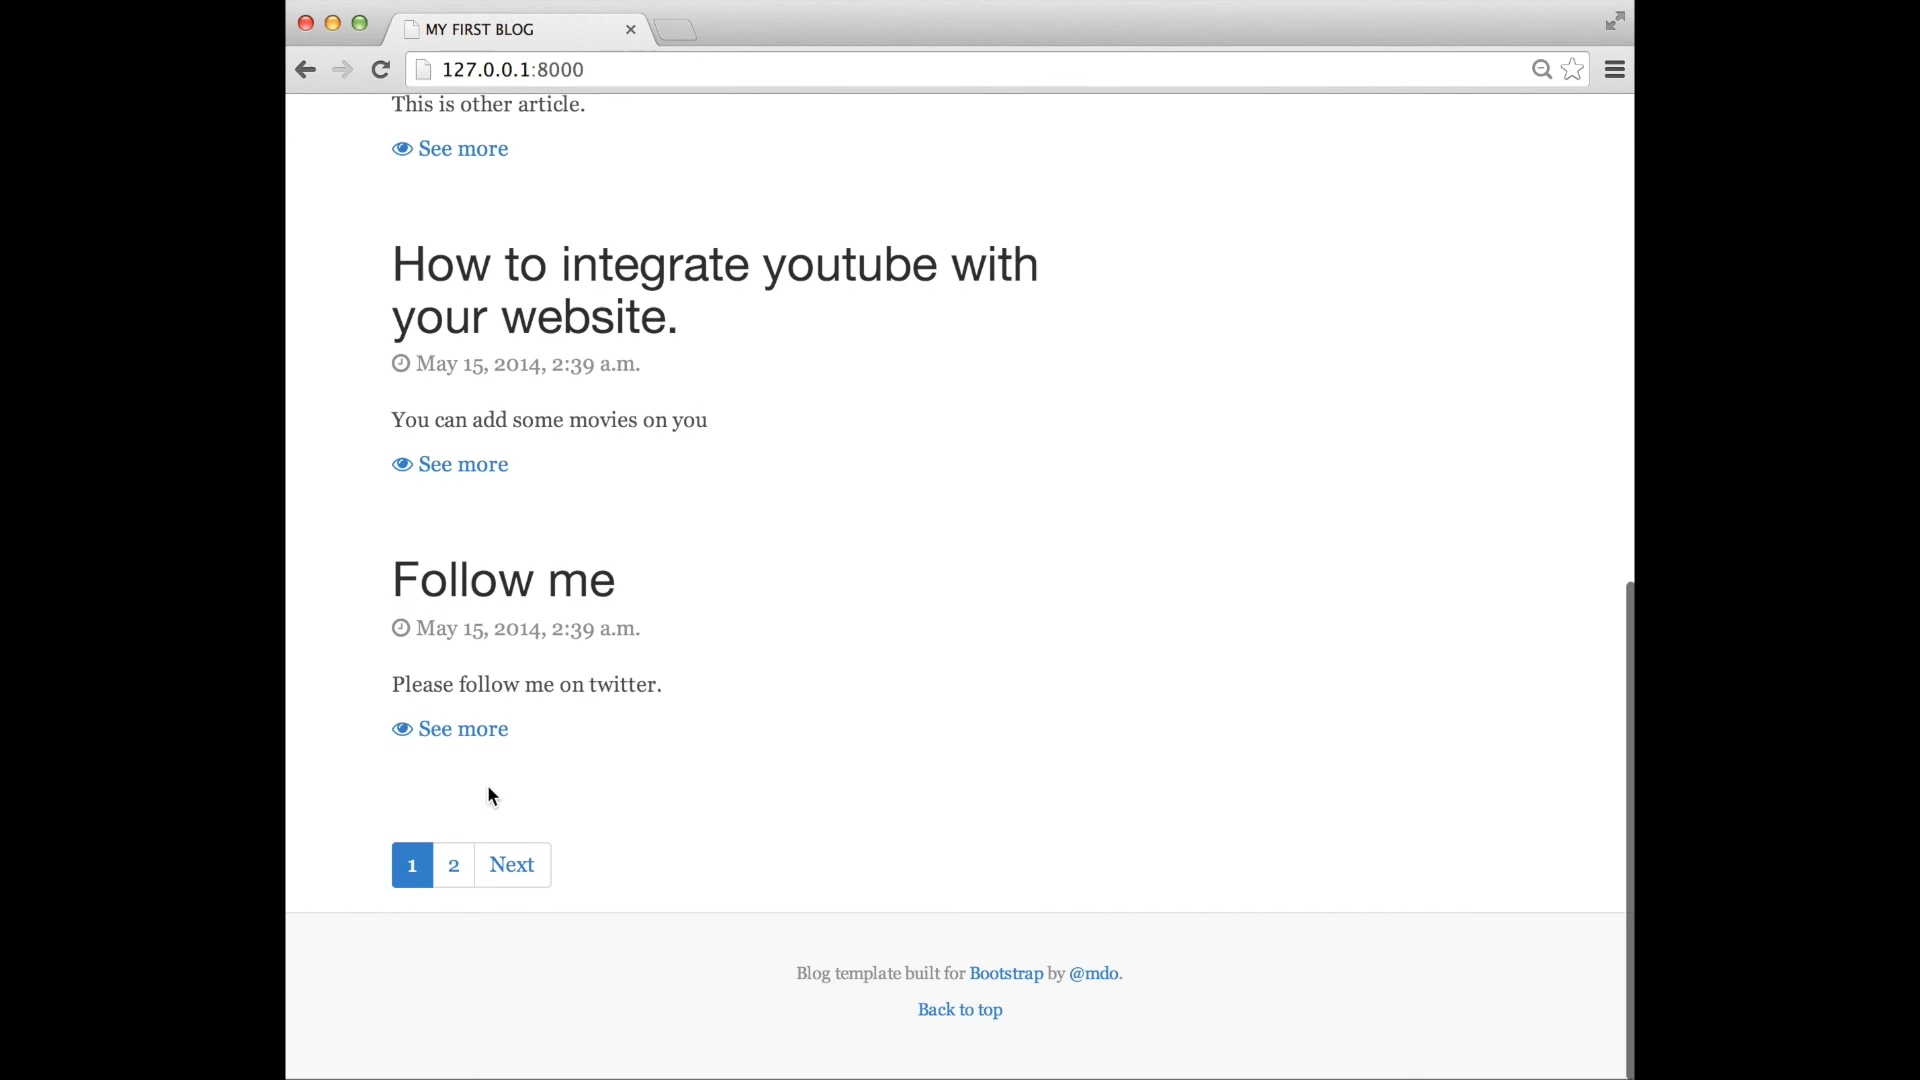 MY FIRST BLOG
127.0.0.1:8000
This is other article.
See more
How to integrate youtube with
your website.
May 15, 2014, 2:39 a.m.
You can add some movies on you
See more
Follow me
May 15, 2014, 2:39 a.m.
Please follow me on twitter.
See more
1 2 Next
Blog template built for Bootstrap by @mdo.
Back to top